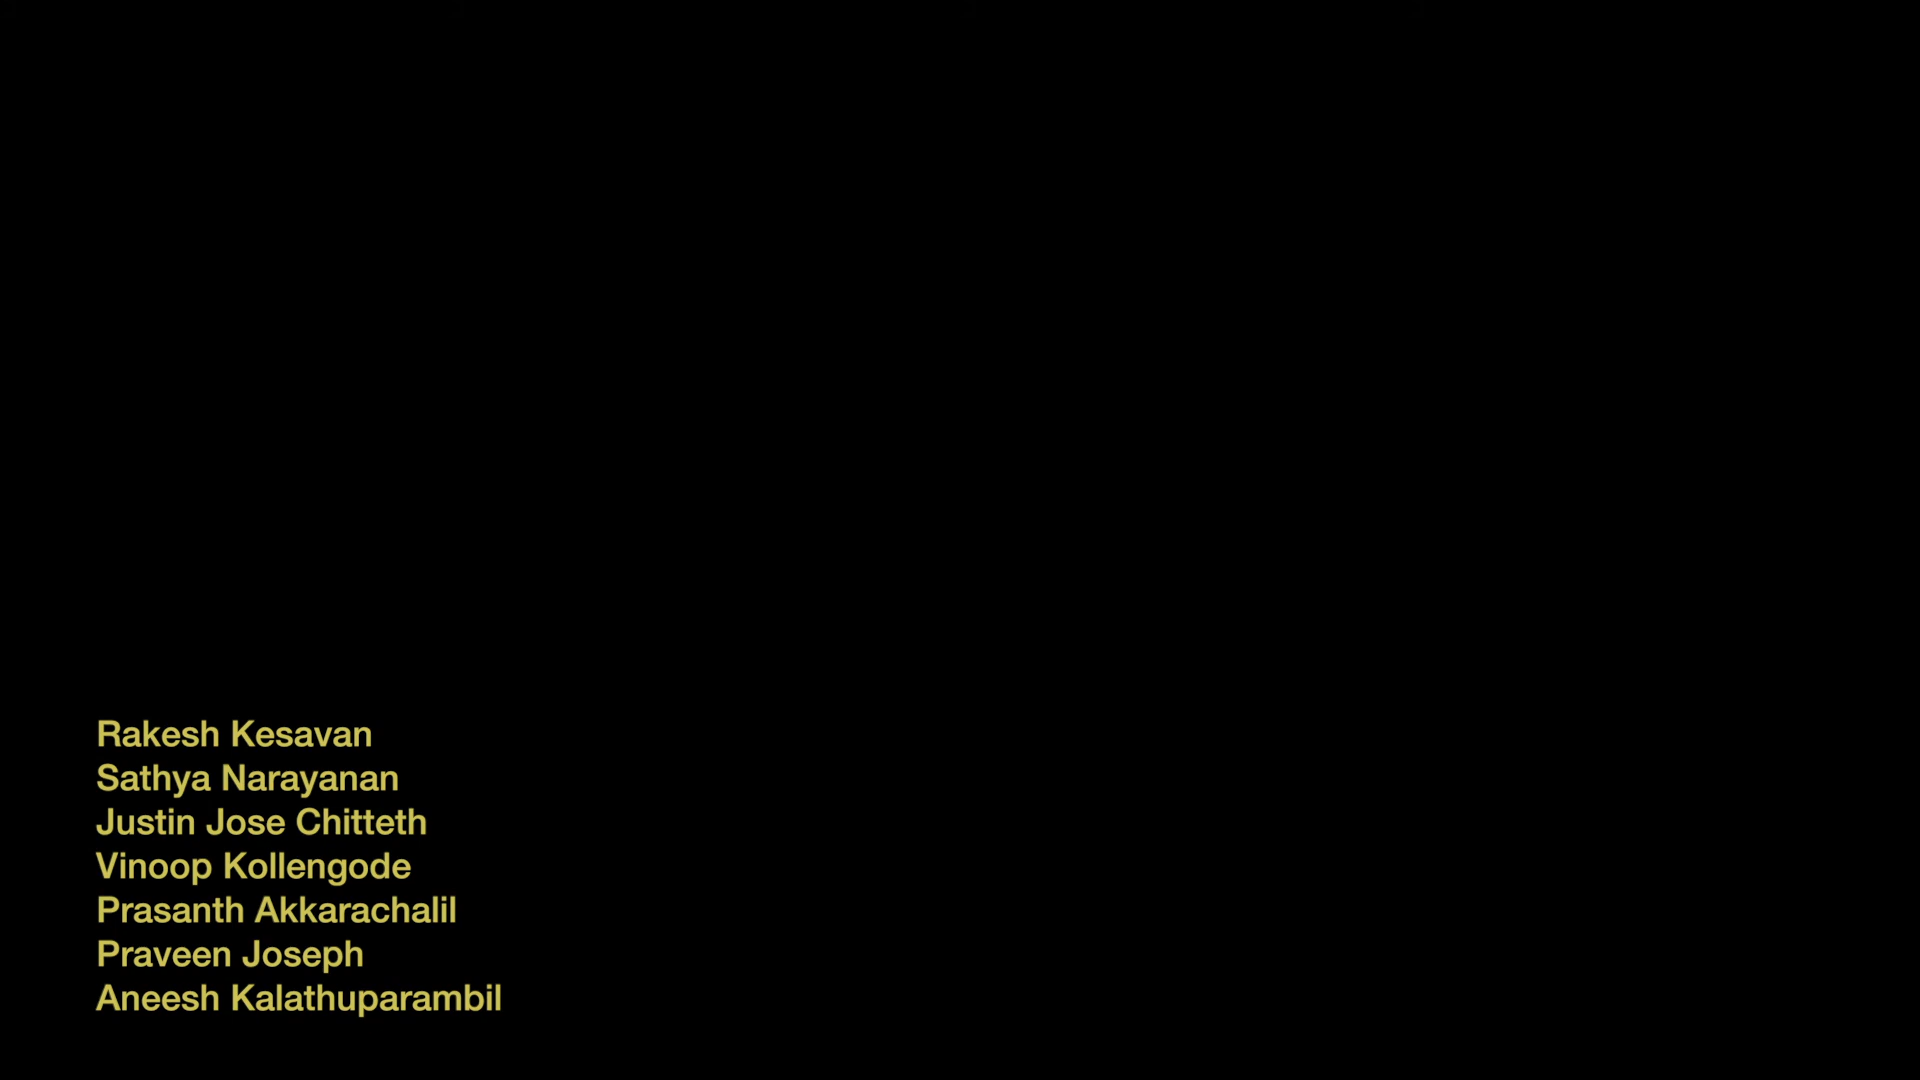 Rakesh Kesavan
Sathya Narayanan
Justin Jose Chitteth
Vinoop Kollengode
Prasanth Akkarachalil
Praveen Joseph
Aneesh Kalathuparambil